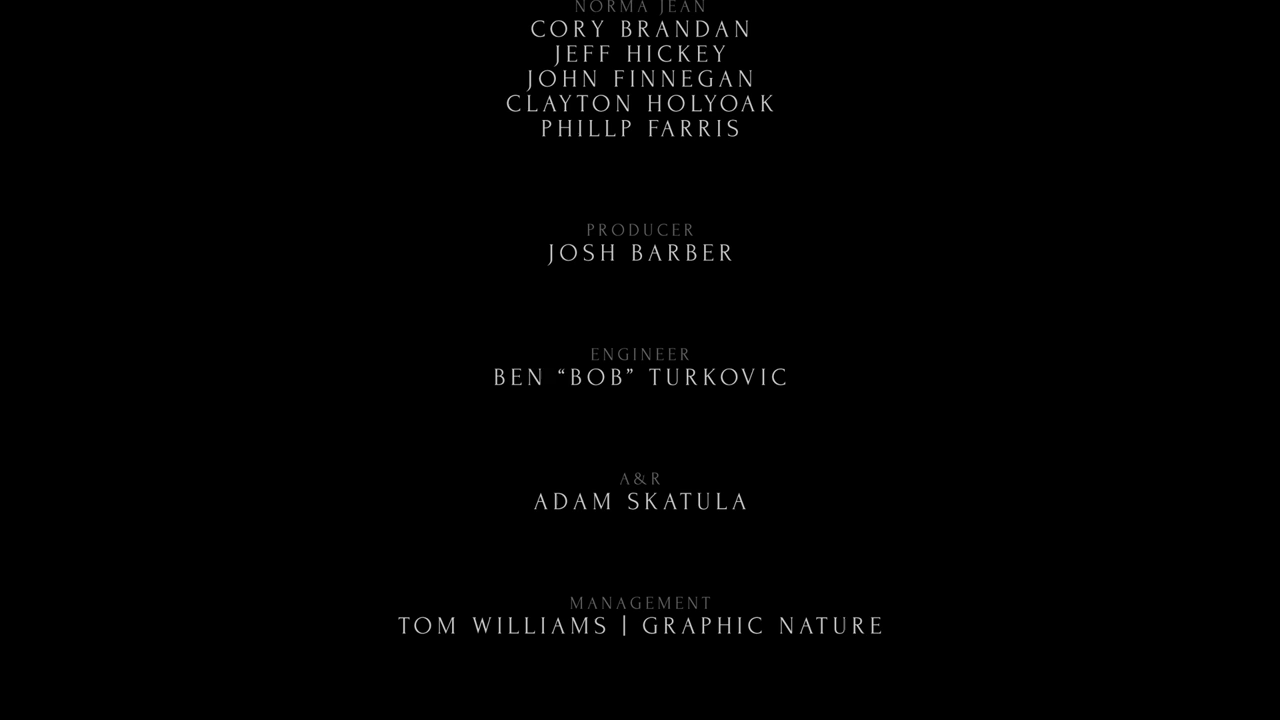 NORMA JEAN
CORY BRANDAN
JEFF HICKEY
JOHN FINNEGAN
CLAYTON HOLYOAK
PHILLP FARRIS
PRODUCER
JOSH BARBER
ENGINEER
BEN “BOB” TURKOVIC
A&R
ADAM SKATULA
MANAGEMENT
TOM WILLIAMS | GRAPHIC NATURE